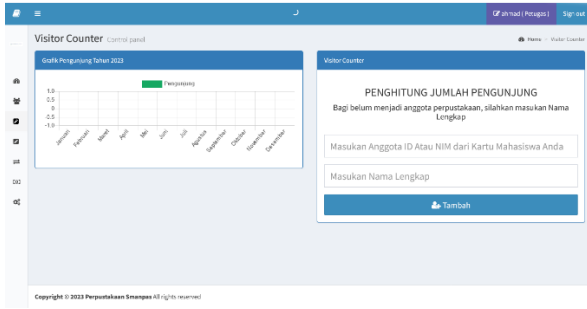 ahmad ( Petugas )
Sign out
Visitor Counter Control panel
Home > Visitor Counter
Grafik Pengunjung Tahun 2023
Pengunjung
1,0
0,5
0
-0,5
-1,0
Januari
Februari
Maret
April
Mei
Juni
Juli
Agustus
September
Oktober
November
Desember
Visitor Counter
PENGHITUNG JUMLAH PENGUNJUNG
Bagi belum menjadi anggota perpustakaan, silahkan masukan Nama
Lengkap
Masukan Anggota ID Atau NIM dari Kartu Mahasiswa Anda
Masukan Nama Lengkap
Tambah
Copyright © 2023 Perpustakaan Smanpas All rights reserved